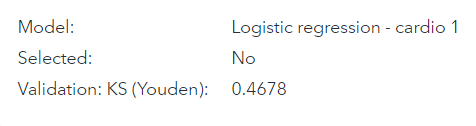 Model: Logistic regression - cardio 1
Selected: No
Validation: KS (Youden): 0.4678